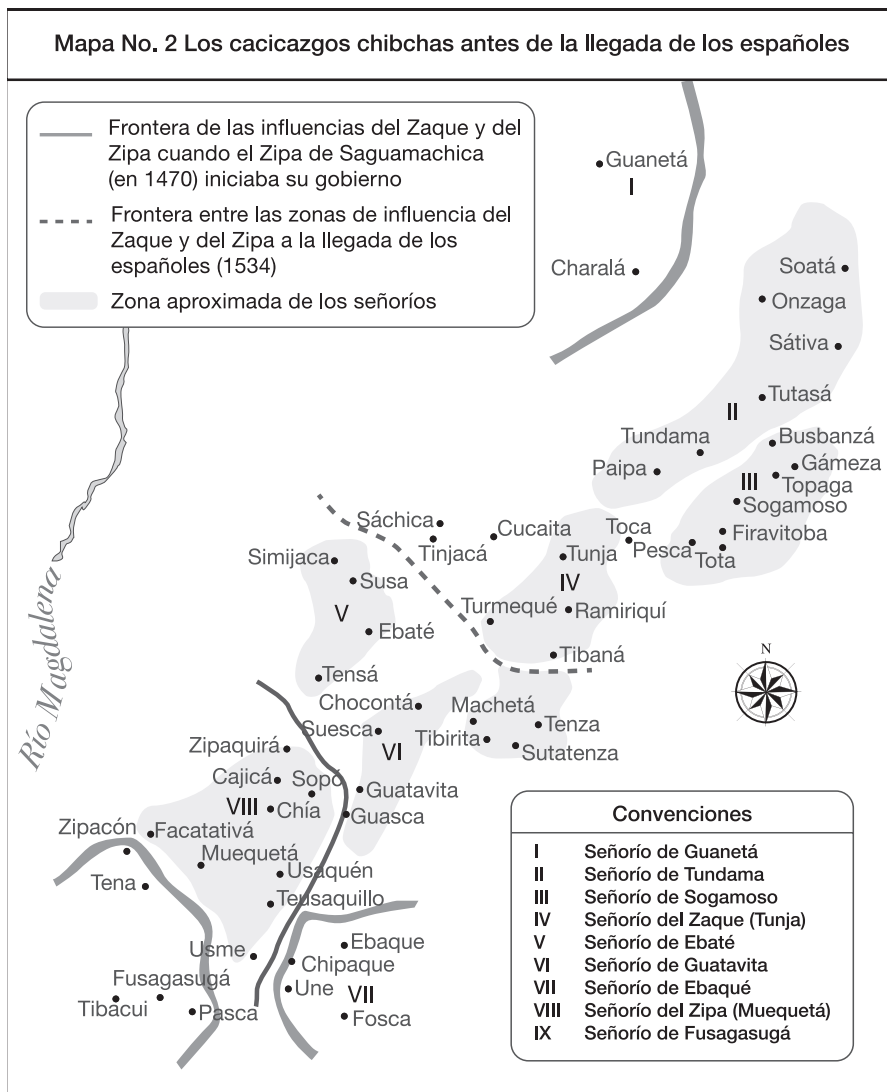 Mapa No. 2 Los cacicazgos chibchas antes de la llegada de los españoles
Frontera de las influencias del Zaque y del
Zipa cuando el Zipa de Saguamachica
(en 1470) iniciaba su gobierno
Frontera entre las zonas de influencia del
Zaque y del Zipa a la llegada de los
españoles (1534)
Zona aproximada de los señoríos
Guanetá
I
Charalá
Soatá
Onzaga
Sátiva
Tutasá
II
Tundama
Busbanzá
Paipa
Gámeza
III
Topaga
Sogamoso
Sáchica
Cucaita
Toca
Firavitoba
Tinjacá
Tunja
Pesca
Tota
Simijaca
Susa
IV
Turmequé
Ramiriquí
V
Ebaté
Tibaná
Río Magdalena
N
Tensá
Chocontá
Machetá
Suesca
Tenza
Tibirita
Zipaquirá
VI
Sutatenza
Cajicá
Sopó
Guatavita
VIII
Chía
Guasca
Zipacón
Facatativá
Muequetá
Usaquén
Tena
Teusaquillo
Usme
Ebaque
Chipaque
Fusagasugá
Une
VII
Tibacui
Pasca
Fosca
Convenciones
I Señorío de Guanetá
II Señorío de Tundama
III Señorío de Sogamoso
IV Señorío del Zaque (Tunja)
V Señorío de Ebaté
VI Señorío de Guatavita
VII Señorío de Ebaqué
VIII Señorío del Zipa (Muequetá)
IX Señorío de Fusagasugá